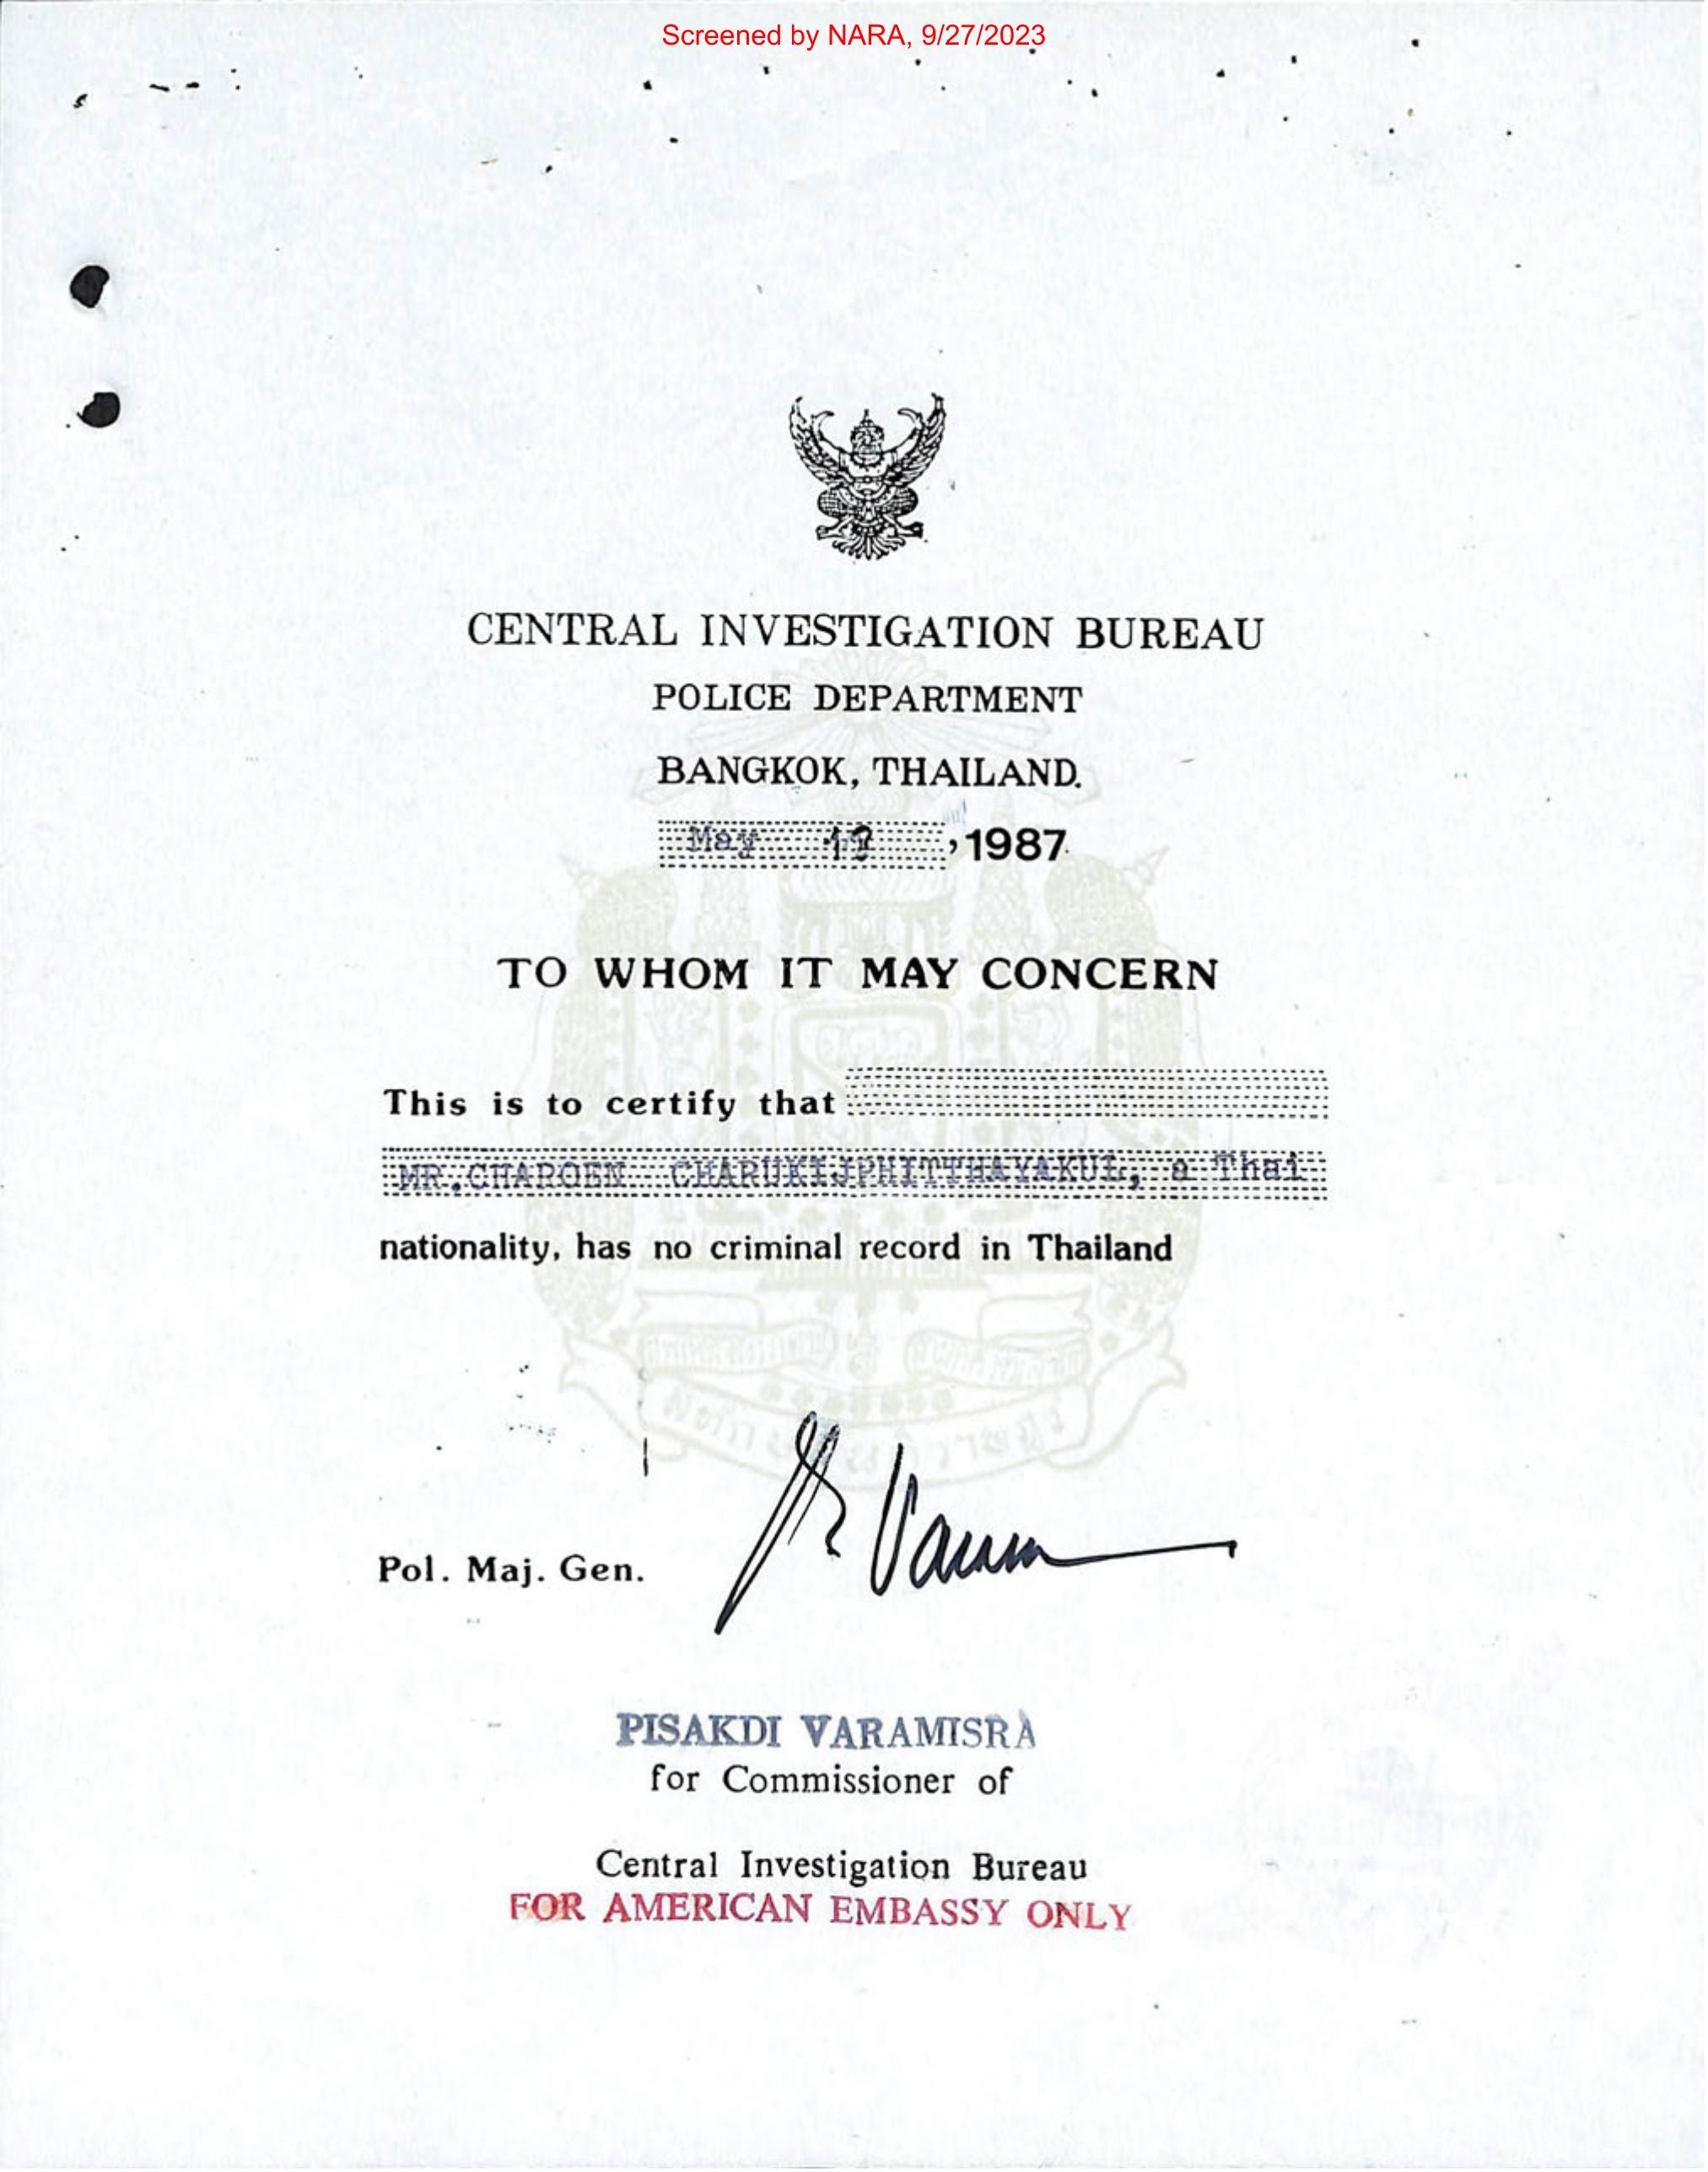 Screened by NARA, 9/27/2023
CENTRAL INVESTIGATION BUREAU
POLICE DEPARTMENT
BANGKOK, THAILAND.
May , 1987
TO WHOM IT MAY CONCERN
This is to certify that
MR.CHAROEN CHARUKIJPHITTHAYAKUL, a Thai
nationality, has no criminal record in Thailand
Pol. Maj. Gen.
PISAKDI VARAMISRA
for Commissioner of
Central Investigation Bureau
FOR AMERICAN EMBASSY ONLY